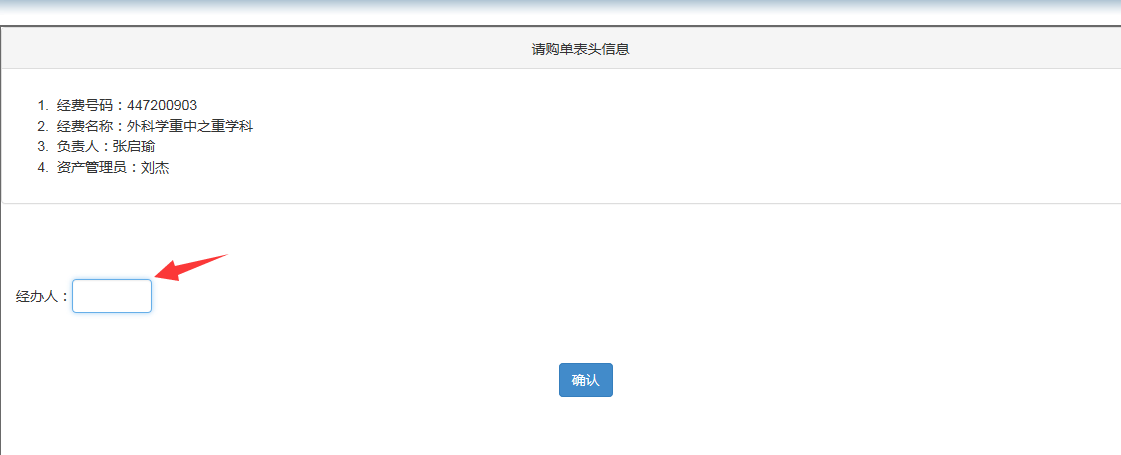 请购单表头信息
1. 经费号码：447200903
2. 经费名称：外科学重中之重学科
3. 负责人：张启瑜
4. 资产管理员：刘杰
经办人：
确认